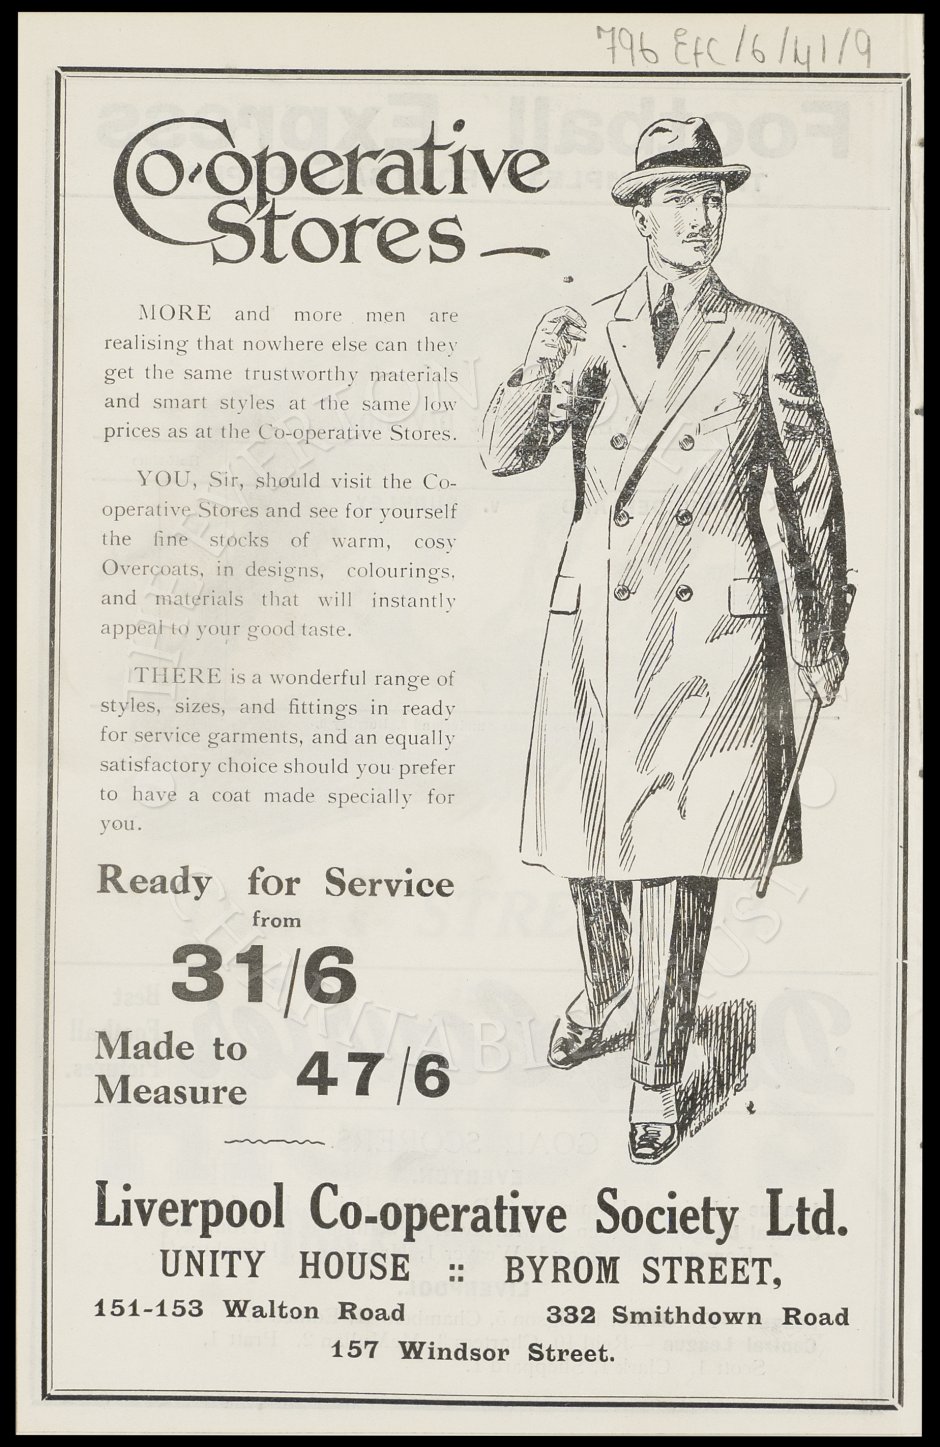 796 EFC/6/41/9
Co-operative
Stores —
MORE and more men are
realising that nowhere else can they
get the same trustworthy materials
and smart styles at the same low
prices as at the Co-operative Stores.
YOU, Sir, should visit the Co-
operative Stores and see for yourself
the fine stocks of warm, cosy
Overcoats, in designs, colourings,
and materials that will instantly
appeal to your good taste.
THERE is a wonderful range of
styles, sizes, and fittings in ready
for service garments, and an equally
satisfactory choice should you prefer
to have a coat made specially for
you.
Ready for Service
from
31/6
Made to
Measure 47/6
COPYRIGHT
Liverpool Co-operative Society Ltd.
UNITY HOUSE :: BYROM STREET,
151-153 Walton Road 332 Smithdown Road
157 Windsor Street.
THE EVERTON
CHARITABLE TRUST